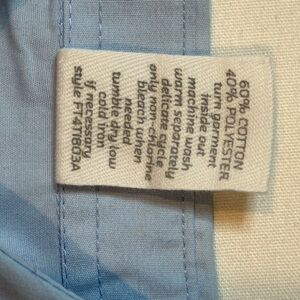 60% COTTON
40% POLYESTER
turn garment
inside out
machine wash
warm separately
delicate cycle
only non-chlorine
bleach when
needed
tumble dry low
cold iron
if necessary
style FT4T1803A